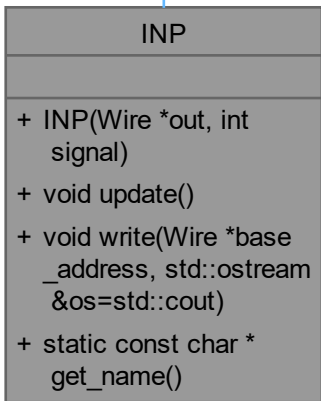 INP
+ INP(Wire *out, int
signal)
+ void update()
+ void write(Wire *base
_address, std::ostream
&os=std::cout)
+ static const char *
get_name()